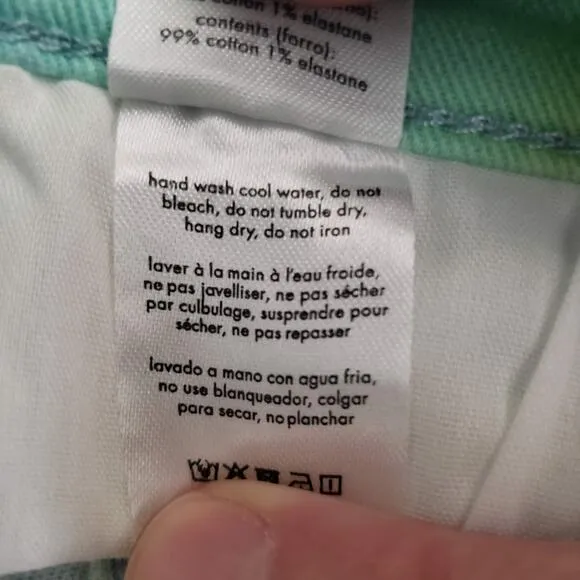 1% elastane
contents (forro):
99% cotton 1% elastane
hand wash cool water, do not
bleach, do not tumble dry,
hang dry, do not iron
laver à la main à l'eau froide,
ne pas javelliser, ne pas sécher
par culbulage, susprendre pour
sécher, ne pas repasser
lavado a mano con agua fria,
no use blanqueador, colgar
para secar, no planchar